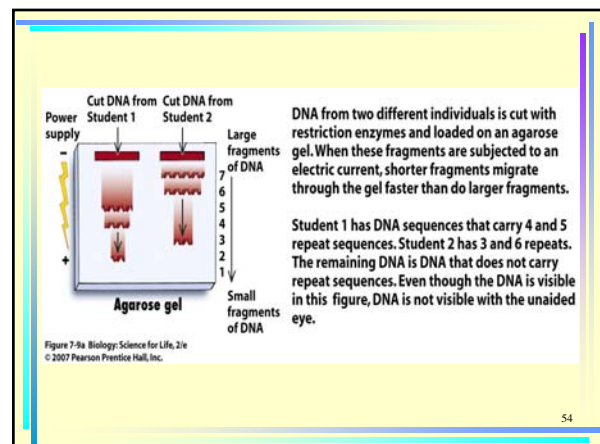 Cut DNA from Cut DNA from
Student 1 Student 2
Power
supply
–
+
Large
fragments
of DNA
7
6
5
4
3
2
1
Small
fragments
of DNA
Agarose gel
DNA from two different individuals is cut with
restriction enzymes and loaded on an agarose
gel. When these fragments are subjected to an
electric current, shorter fragments migrate
through the gel faster than do larger fragments.
Student 1 has DNA sequences that carry 4 and 5
repeat sequences. Student 2 has 3 and 6 repeats.
The remaining DNA is DNA that does not carry
repeat sequences. Even though the DNA is visible
in this figure, DNA is not visible with the unaided
eye.
Figure 7-9a Biology: Science for Life, 2/e
© 2007 Pearson Prentice Hall, Inc.
54